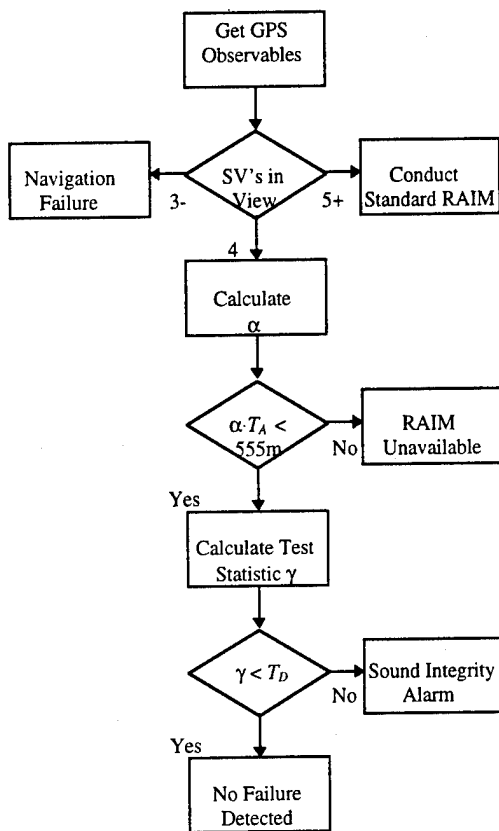 Get GPS
Observables
Navigation
Failure
3-
SV's in
View
5+
Conduct
Standard RAIM
4
Calculate
α
α·T_A <
555m
No
RAIM
Unavailable
Yes
Calculate Test
Statistic γ
γ < T_D
No
Sound Integrity
Alarm
Yes
No Failure
Detected